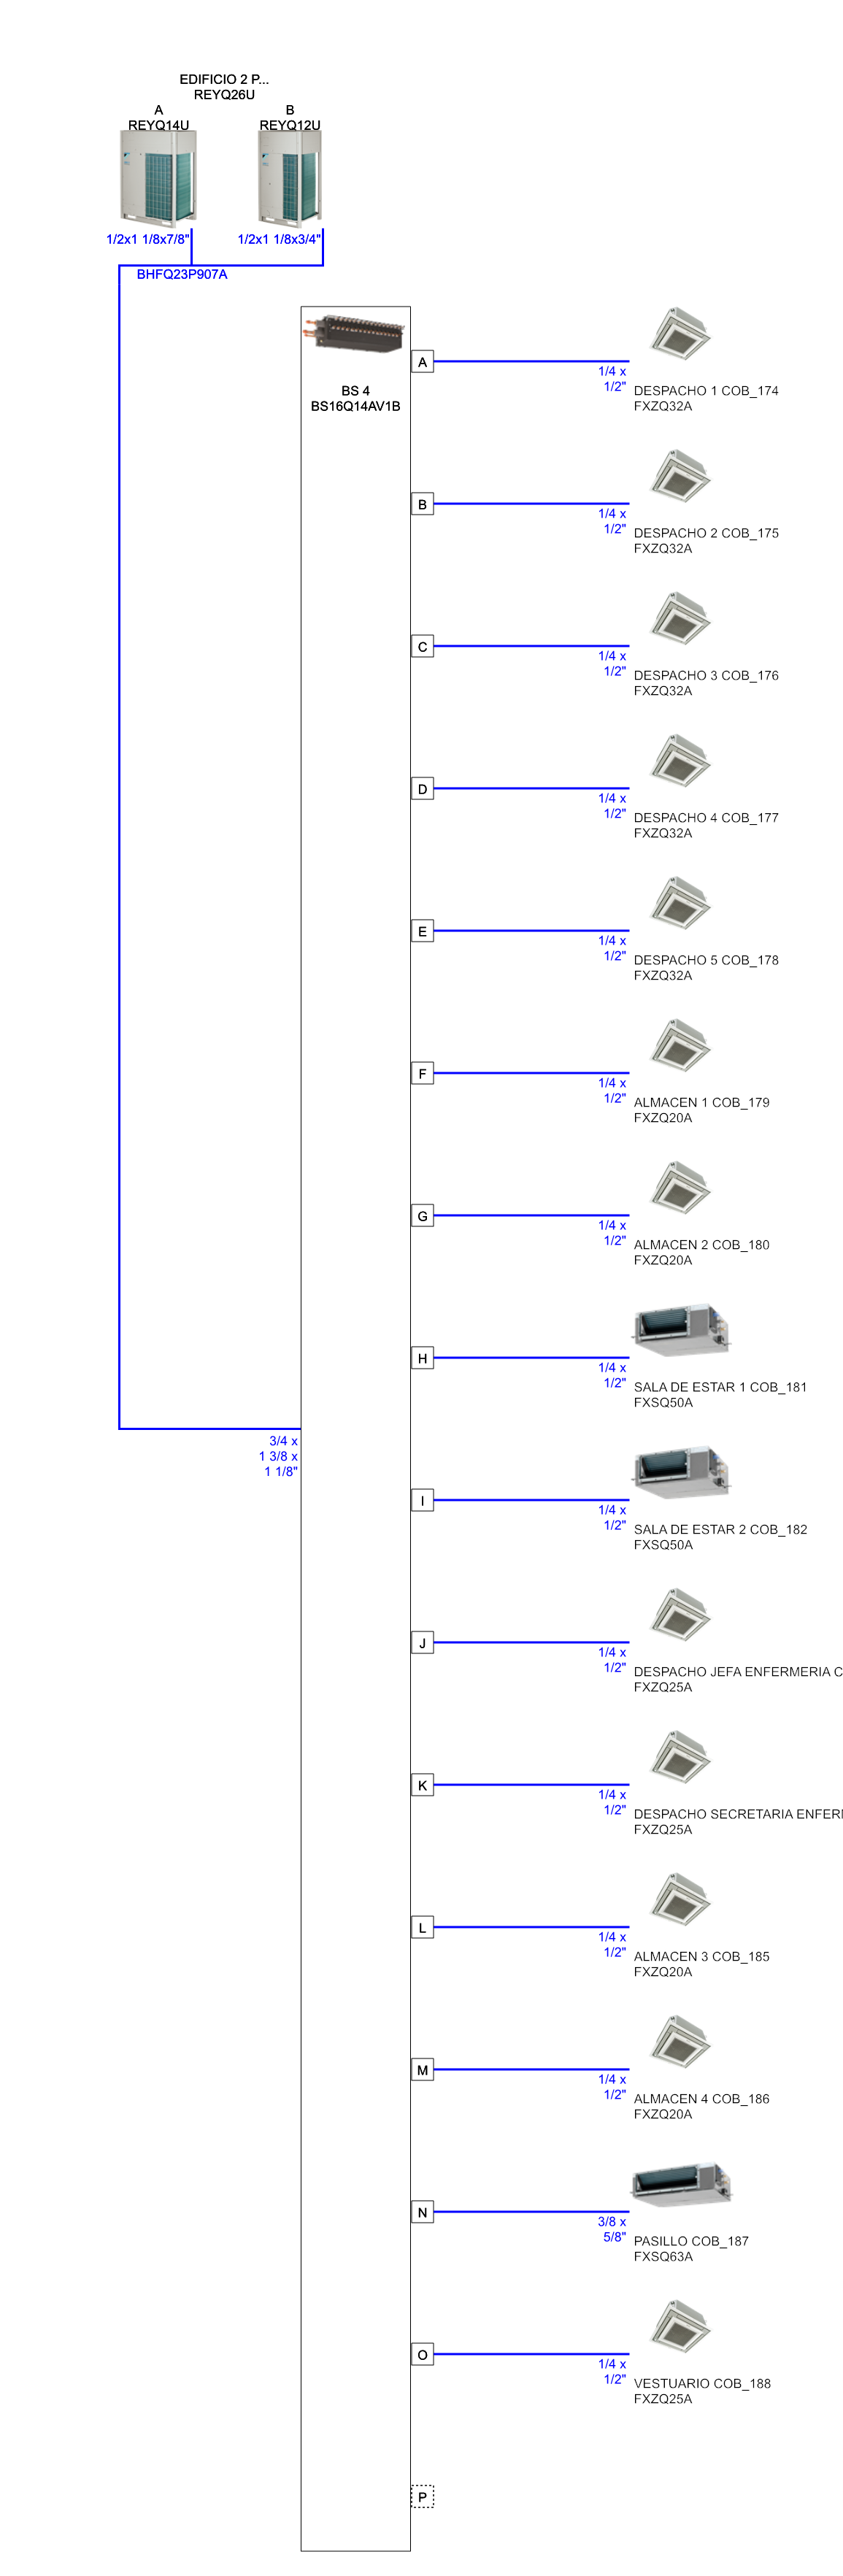 EDIFICIO 2 P...
REYQ26U
A
REYQ14U
B
REYQ12U
1/2x1 1/8x7/8"
1/2x1 1/8x3/4"
BHFQ23P907A
BS 4
BS16Q14AV1B
A
1/4 x
1/2"
DESPACHO 1 COB_174
FXZQ32A
B
1/4 x
1/2"
DESPACHO 2 COB_175
FXZQ32A
C
1/4 x
1/2"
DESPACHO 3 COB_176
FXZQ32A
D
1/4 x
1/2"
DESPACHO 4 COB_177
FXZQ32A
E
1/4 x
1/2"
DESPACHO 5 COB_178
FXZQ32A
F
1/4 x
1/2"
ALMACEN 1 COB_179
FXZQ20A
G
1/4 x
1/2"
ALMACEN 2 COB_180
FXZQ20A
H
1/4 x
1/2"
SALA DE ESTAR 1 COB_181
FXSQ50A
3/4 x
1 3/8 x
1 1/8"
I
1/4 x
1/2"
SALA DE ESTAR 2 COB_182
FXSQ50A
J
1/4 x
1/2"
DESPACHO JEFA ENFERMERIA C
FXZQ25A
K
1/4 x
1/2"
DESPACHO SECRETARIA ENFER
FXZQ25A
L
1/4 x
1/2"
ALMACEN 3 COB_185
FXZQ20A
M
1/4 x
1/2"
ALMACEN 4 COB_186
FXZQ20A
N
3/8 x
5/8"
PASILLO COB_187
FXSQ63A
O
1/4 x
1/2"
VESTUARIO COB_188
FXZQ25A
P